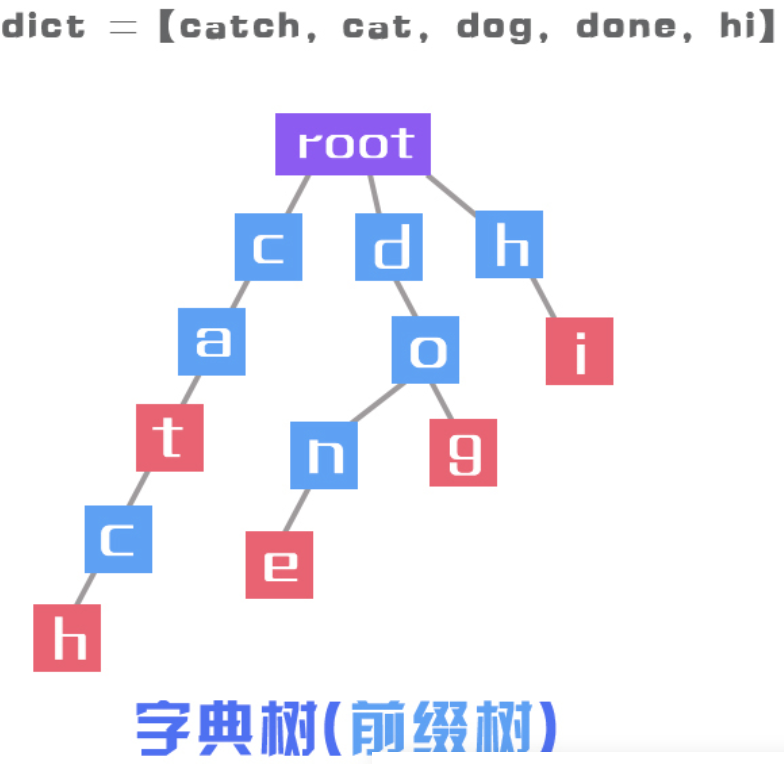 dict = 【catch, cat, dog, done, hi】
root
c d h
a o i
t n g
c e
h
字典树(前缀树)